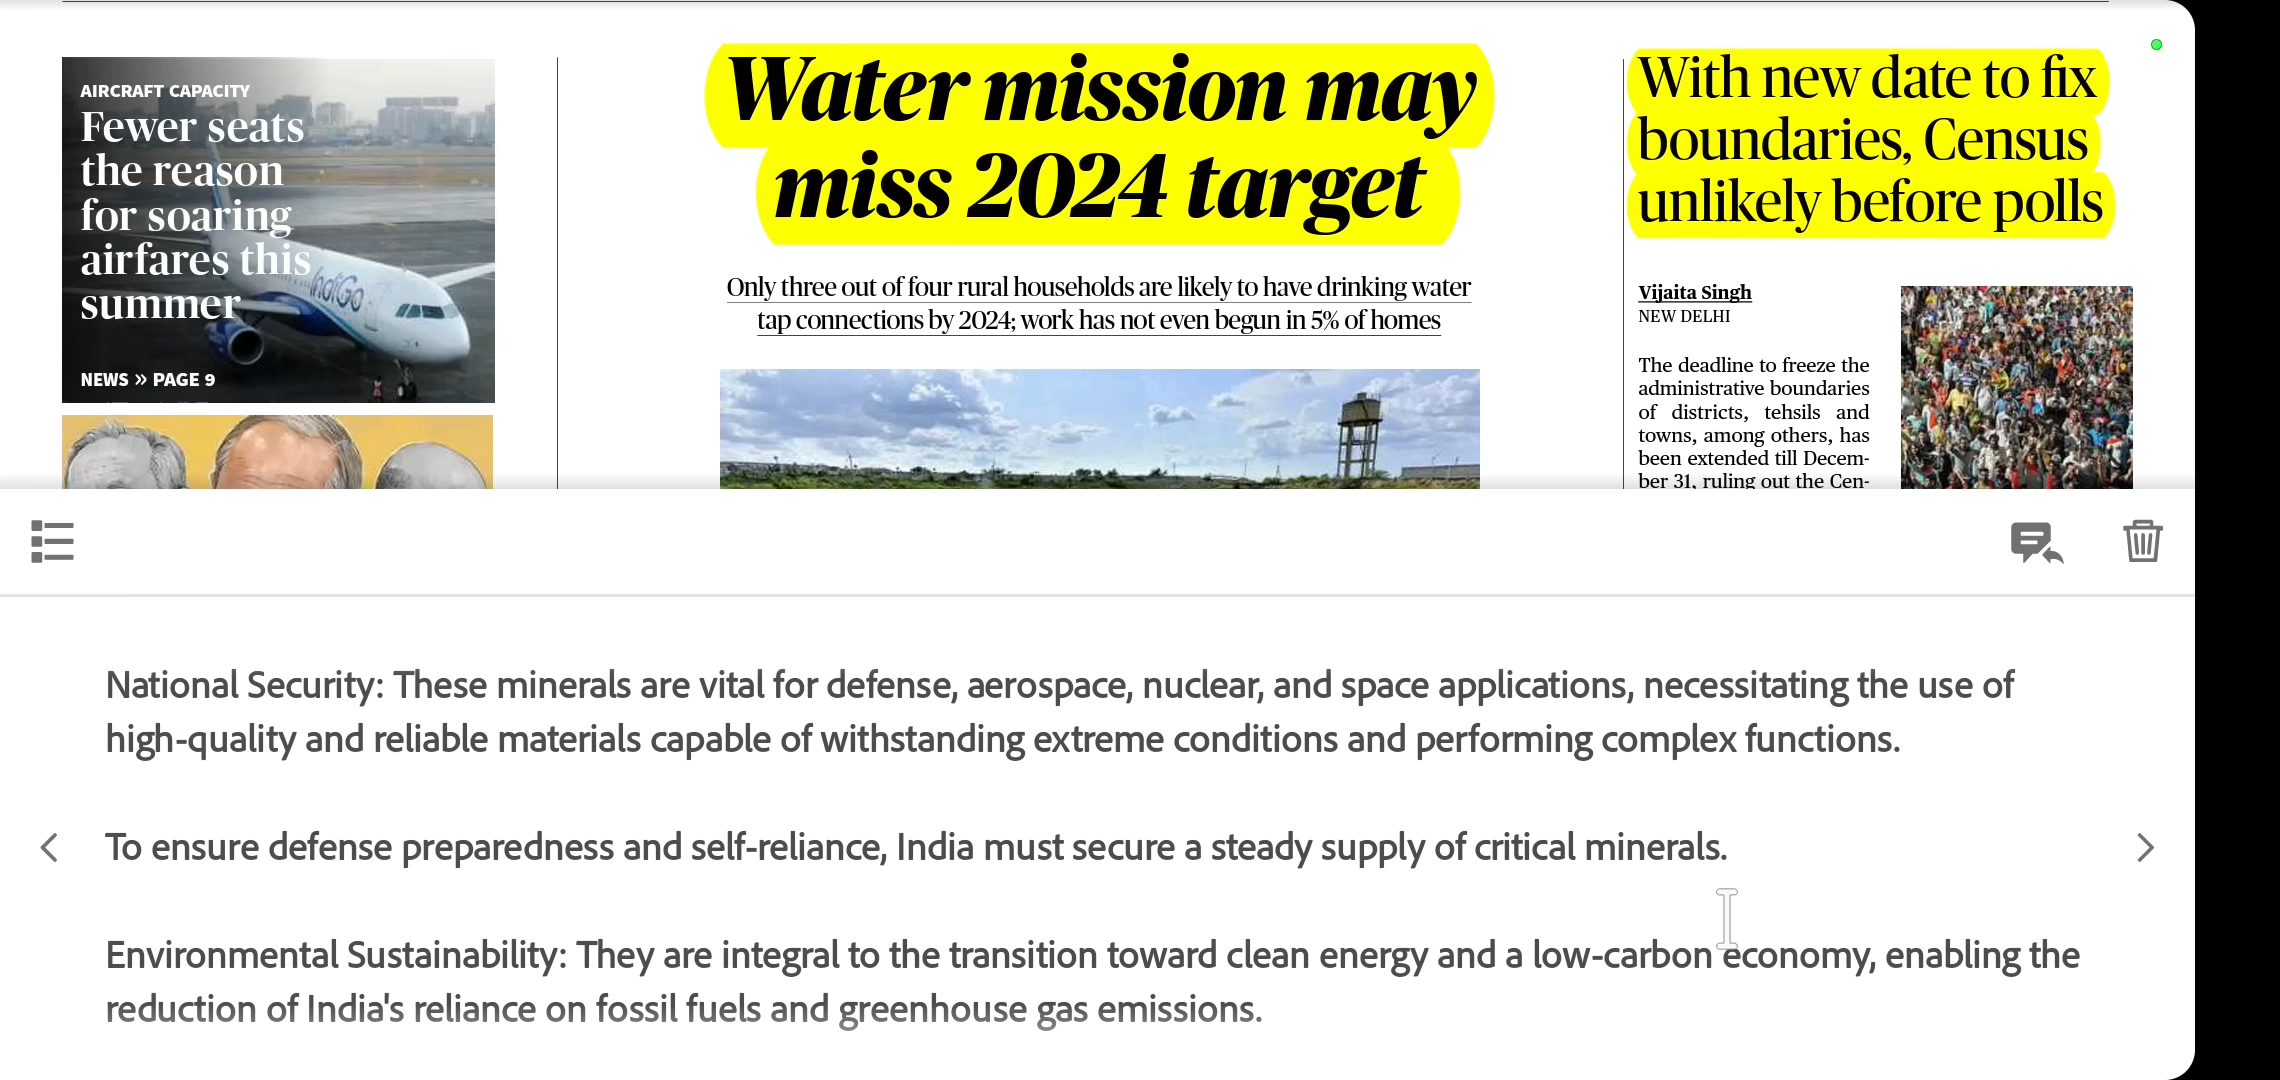 AIRCRAFT CAPACITY
Fewer seats
the reason
for soaring
airfares this
summer
IndiGo
NEWS » PAGE 9
Water mission may
miss 2024 target
Only three out of four rural households are likely to have drinking water
tap connections by 2024; work has not even begun in 5% of homes
With new date to fix
boundaries, Census
unlikely before polls
Vijaita Singh
NEW DELHI
The deadline to freeze the
administrative boundaries
of districts, tehsils and
towns, among others, has
been extended till Decem-
ber 31, ruling out the Cen-
National Security: These minerals are vital for defense, aerospace, nuclear, and space applications, necessitating the use of
high-quality and reliable materials capable of withstanding extreme conditions and performing complex functions.
To ensure defense preparedness and self-reliance, India must secure a steady supply of critical minerals.
Environmental Sustainability: They are integral to the transition toward clean energy and a low-carbon economy, enabling the
reduction of India's reliance on fossil fuels and greenhouse gas emissions.